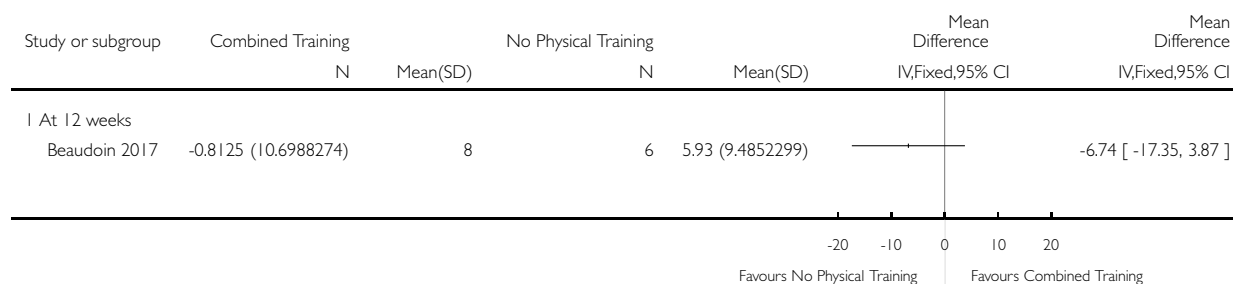 Study or subgroup Combined Training No Physical Training Mean Difference Mean Difference
N Mean(SD) N Mean(SD) IV,Fixed,95% CI IV,Fixed,95% CI
1 At 12 weeks
Beaudoin 2017 -0.8125 (10.6988274) 8 6 5.93 (9.4852299) -6.74 [ -17.35, 3.87 ]
-20 -10 0 10 20
Favours No Physical Training Favours Combined Training